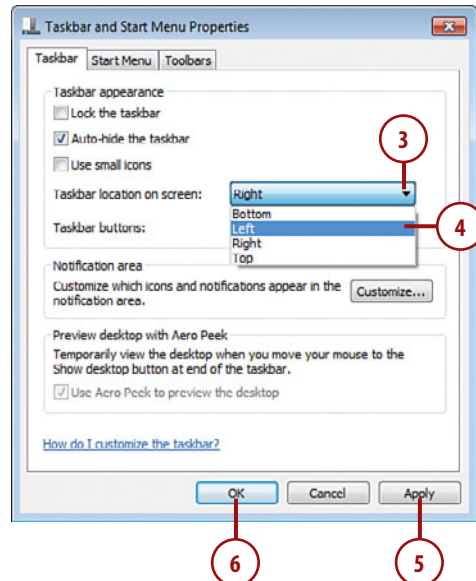 Taskbar and Start Menu Properties
Taskbar Start Menu Toolbars
Taskbar appearance
Lock the taskbar
Auto-hide the taskbar
Use small icons
3
Taskbar location on screen: Right
Bottom
Taskbar buttons: Left
4
Right
Top
Notification area
Customize which icons and notifications appear in the
notification area.
Customize...
Preview desktop with Aero Peek
Temporarily view the desktop when you move your mouse to the
Show desktop button at end of the taskbar.
Use Aero Peek to preview the desktop
How do I customize the taskbar?
OK Cancel Apply
6 5